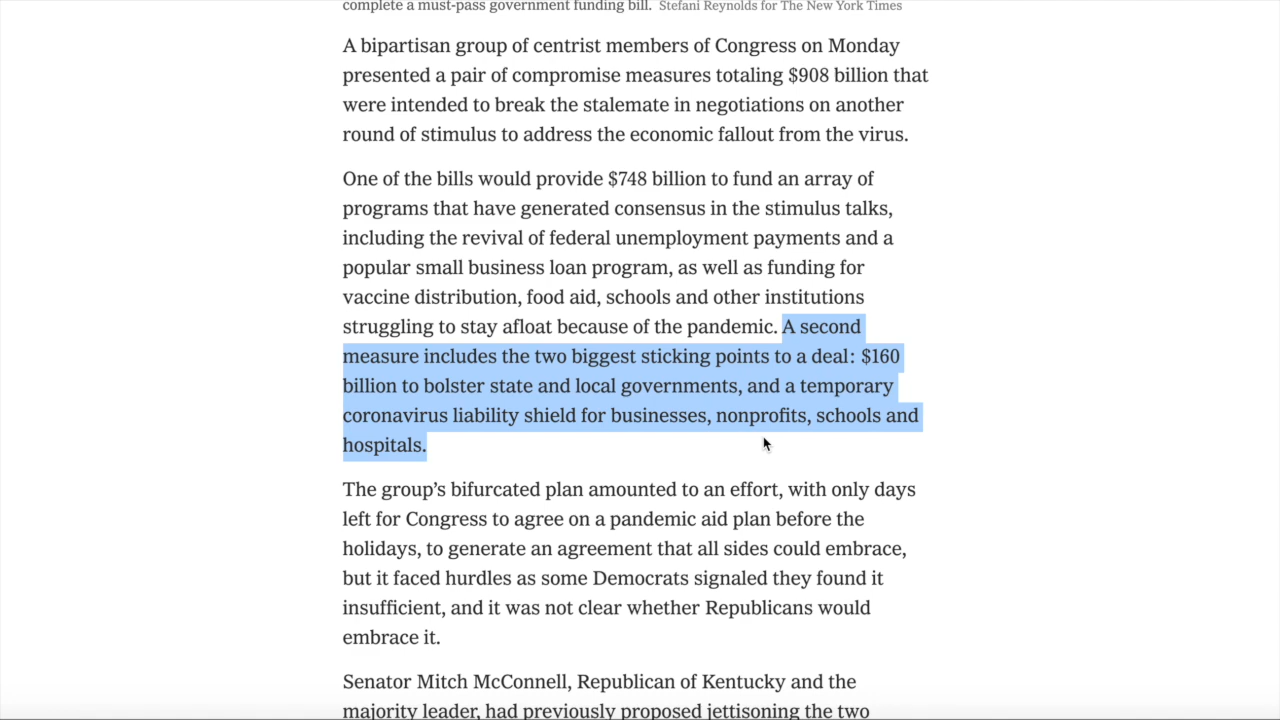 complete a must-pass government funding bill. Stefani Reynolds for The New York Times
A bipartisan group of centrist members of Congress on Monday
presented a pair of compromise measures totaling $908 billion that
were intended to break the stalemate in negotiations on another
round of stimulus to address the economic fallout from the virus.
One of the bills would provide $748 billion to fund an array of
programs that have generated consensus in the stimulus talks,
including the revival of federal unemployment payments and a
popular small business loan program, as well as funding for
vaccine distribution, food aid, schools and other institutions
struggling to stay afloat because of the pandemic. A second
measure includes the two biggest sticking points to a deal: $160
billion to bolster state and local governments, and a temporary
coronavirus liability shield for businesses, nonprofits, schools and
hospitals.
The group’s bifurcated plan amounted to an effort, with only days
left for Congress to agree on a pandemic aid plan before the
holidays, to generate an agreement that all sides could embrace,
but it faced hurdles as some Democrats signaled they found it
insufficient, and it was not clear whether Republicans would
embrace it.
Senator Mitch McConnell, Republican of Kentucky and the
majority leader, had previously proposed jettisoning the two